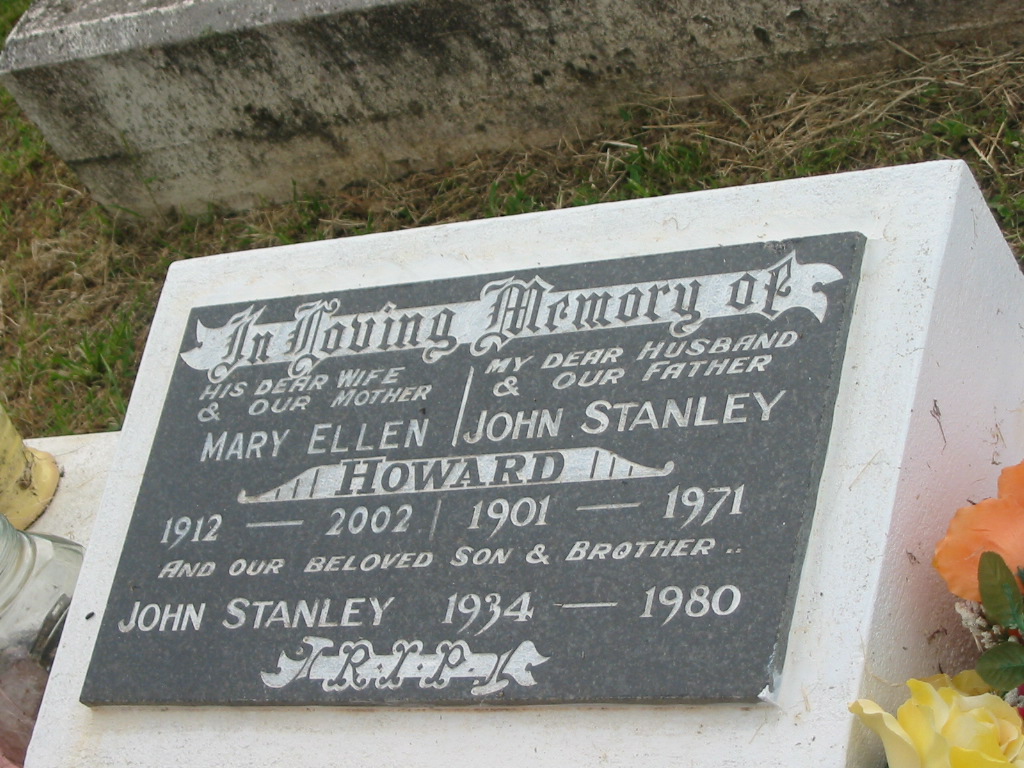 In Loving Memory of
HIS DEAR WIFE
& OUR MOTHER
MARY ELLEN
MY DEAR HUSBAND
& OUR FATHER
JOHN STANLEY
HOWARD
1912 — 2002 | 1901 — 1971
AND OUR BELOVED SON & BROTHER ..
JOHN STANLEY 1934 — 1980
R.I.P.